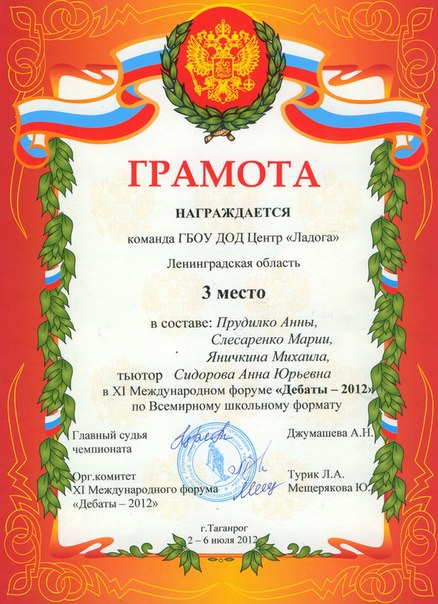 ГРАМОТА
НАГРАЖДАЕТСЯ
команда ГБОУ ДОД Центр «Ладога»
Ленинградская область
3 место
в составе: Прудилко Анны,
Слесаренко Марии,
Яничкина Михаила,
тьютор Сидорова Анна Юрьевна
в XI Международном форуме «Дебаты – 2012»
по Всемирному школьному формату
Главный судья Джумашева А.Н.
чемпионата
Орг.комитет Турик Л.А.
XI Международного форума Мещерякова Ю.
«Дебаты – 2012»
г.Таганрог
2 – 6 июля 2012